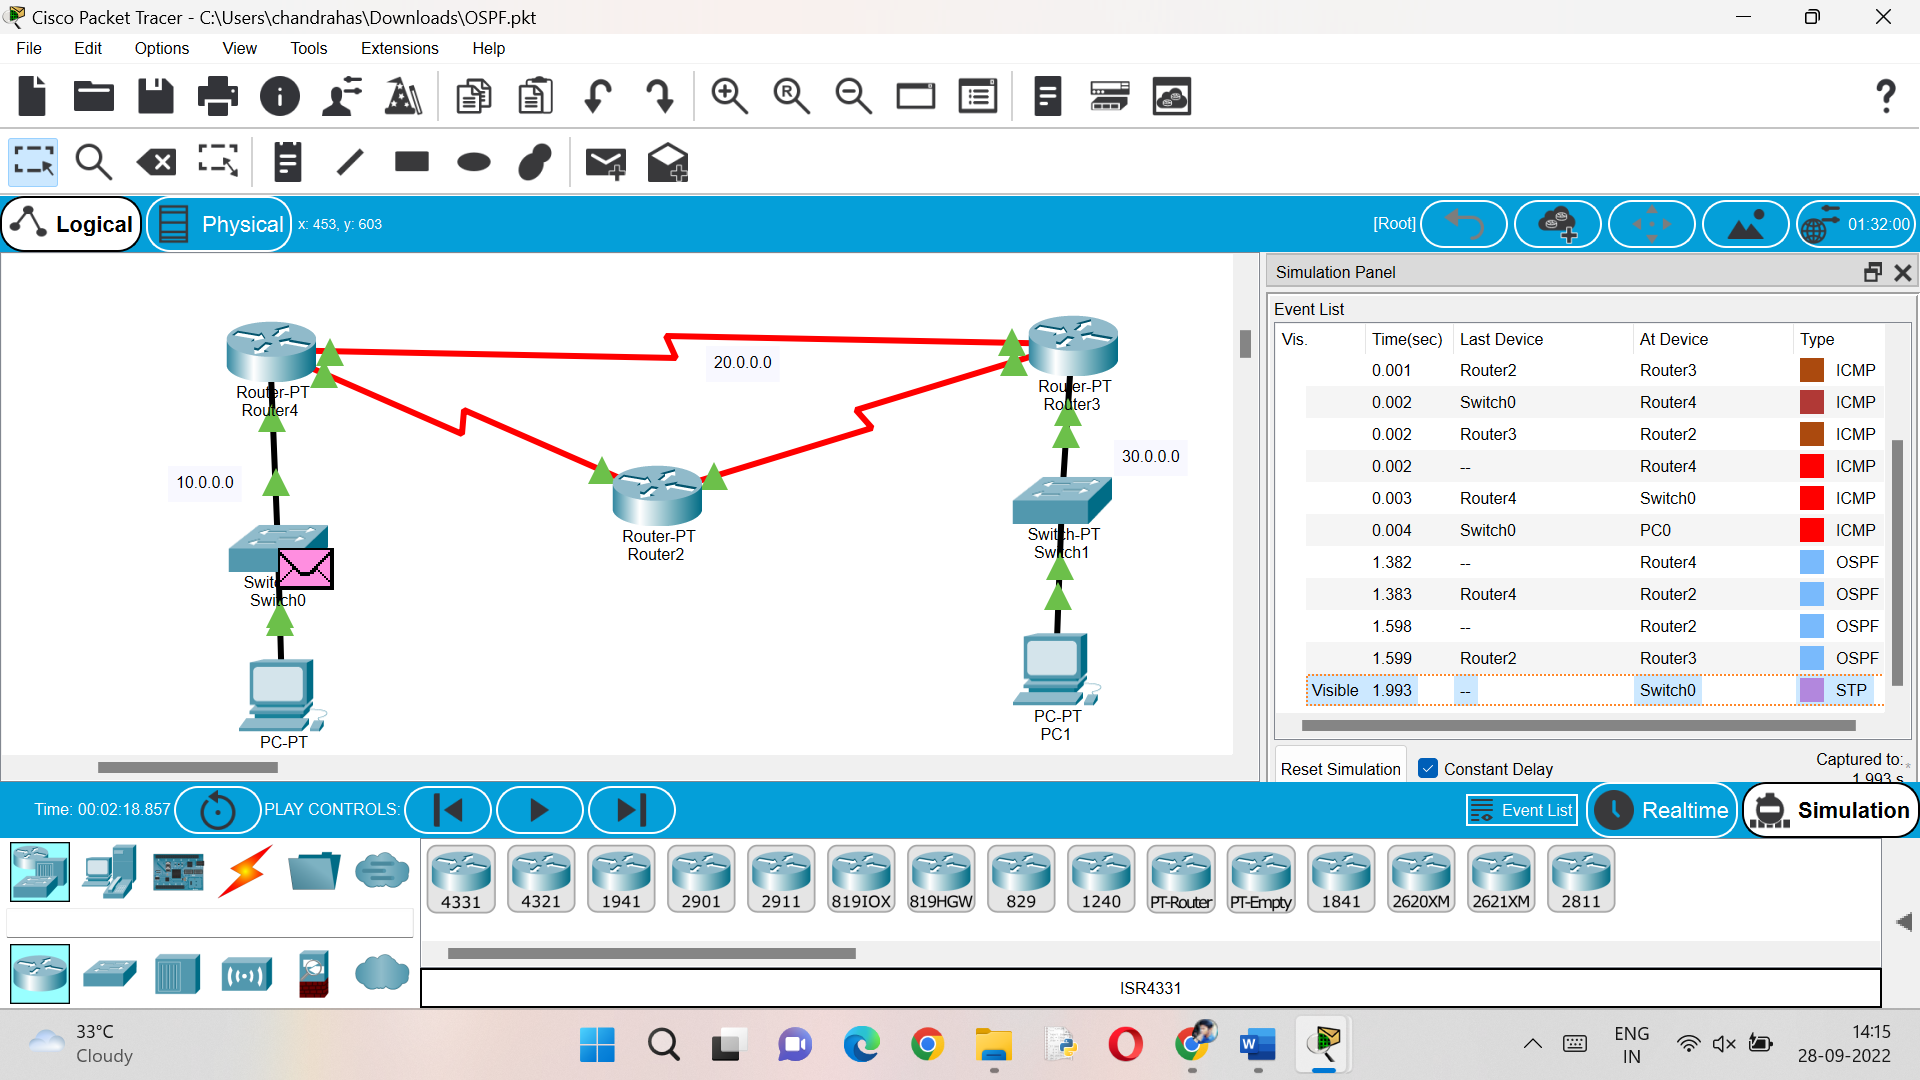 Cisco Packet Tracer - C:\Users\chandrahas\Downloads\OSPF.pkt
File Edit Options View Tools Extensions Help
Logical Physical x: 453, y: 603 [Root] 01:32:00
20.0.0.0
Router-PT
Router4
Router-PT
Router3
10.0.0.0
30.0.0.0
Router-PT
Router2
Switch-PT
Switch1
Swit
Switch0
PC-PT
PC-PT
PC1
Simulation Panel
Event List
Vis. Time(sec) Last Device At Device Type
0.001 Router2 Router3 ICMP
0.002 Switch0 Router4 ICMP
0.002 Router3 Router2 ICMP
0.002 -- Router4 ICMP
0.003 Router4 Switch0 ICMP
0.004 Switch0 PC0 ICMP
1.382 -- Router4 OSPF
1.383 Router4 Router2 OSPF
1.598 -- Router2 OSPF
1.599 Router2 Router3 OSPF
Visible 1.993 -- Switch0 STP
Reset Simulation Constant Delay Captured to: *
1.993 s
Time: 00:02:18.857 PLAY CONTROLS: Event List Realtime Simulation
4331 4321 1941 2901 2911 819IOX 819HGW 829 1240 PT-Router PT-Empty 1841 2620XM 2621XM 2811
ISR4331
33°C
Cloudy
ENG
IN
14:15
28-09-2022